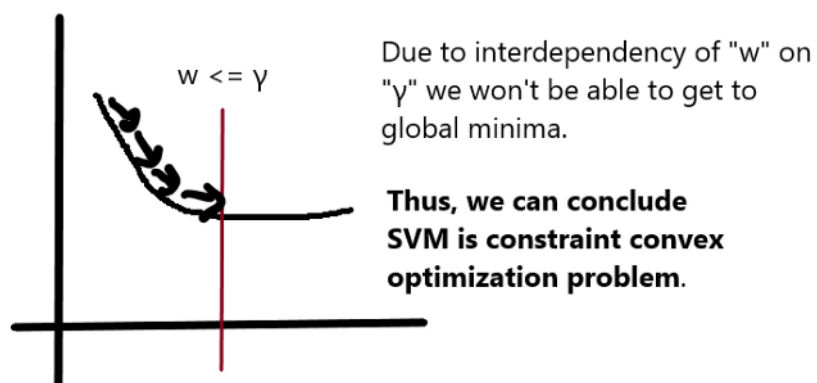 w <= γ
Due to interdependency of "w" on
"γ" we won't be able to get to
global minima.
Thus, we can conclude
SVM is constraint convex
optimization problem.